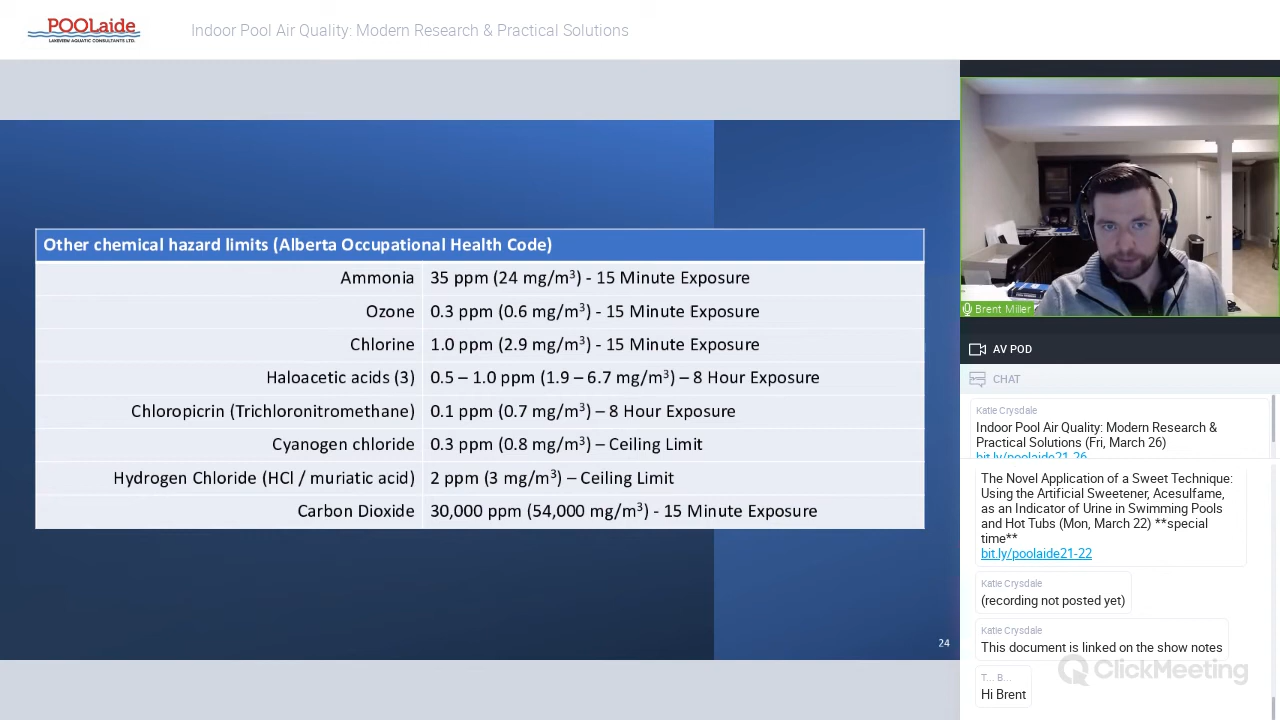 POOLaide
LAKEVIEW AQUATIC CONSULTANTS LTD.
Indoor Pool Air Quality: Modern Research & Practical Solutions
Other chemical hazard limits (Alberta Occupational Health Code)
Ammonia 35 ppm (24 mg/m³) - 15 Minute Exposure
Ozone 0.3 ppm (0.6 mg/m³) - 15 Minute Exposure
Chlorine 1.0 ppm (2.9 mg/m³) - 15 Minute Exposure
Haloacetic acids (3) 0.5 – 1.0 ppm (1.9 – 6.7 mg/m³) – 8 Hour Exposure
Chloropicrin (Trichloronitromethane) 0.1 ppm (0.7 mg/m³) – 8 Hour Exposure
Cyanogen chloride 0.3 ppm (0.8 mg/m³) – Ceiling Limit
Hydrogen Chloride (HCl / muriatic acid) 2 ppm (3 mg/m³) – Ceiling Limit
Carbon Dioxide 30,000 ppm (54,000 mg/m³) - 15 Minute Exposure
24
Brent Miller
AV POD
CHAT
Katie Crysdale
Indoor Pool Air Quality: Modern Research &
Practical Solutions (Fri, March 26)
bit.ly/poolaide21-26
The Novel Application of a Sweet Technique:
Using the Artificial Sweetener, Acesulfame,
as an Indicator of Urine in Swimming Pools
and Hot Tubs (Mon, March 22) **special
time**
bit.ly/poolaide21-22
Katie Crysdale
(recording not posted yet)
Katie Crysdale
This document is linked on the show notes
T... B...
Hi Brent
ClickMeeting